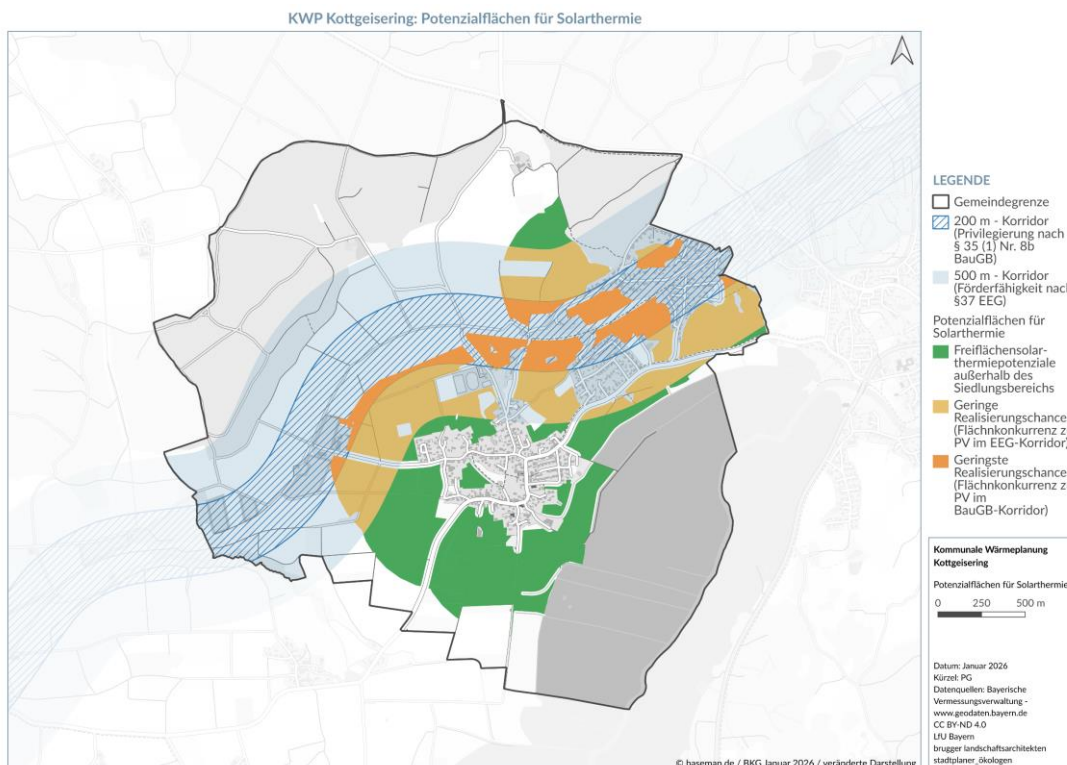 KWP Kottgeisering: Potenzialflächen für Solarthermie
LEGENDE
Gemeindegrenze
200 m - Korridor
(Privilegierung nach
§ 35 (1) Nr. 8b
BauGB)
500 m - Korridor
(Förderfähigkeit nach
§37 EEG)
Potenzialflächen für
Solarthermie
Freiflächensolar-
thermiepotenziale
außerhalb des
Siedlungsbereichs
Geringe
Realisierungschance
(Flächnkonkurrenz z
PV im EEG-Korridor)
Geringste
Realisierungschance
(Flächnkonkurrenz z
PV im
BauGB-Korridor)
Kommunale Wärmeplanung
Kottgeisering
Potenzialflächen für Solarthermie
0 250 500 m
Datum: Januar 2026
Kürzel: PG
Datenquellen: Bayerische
Vermessungsverwaltung -
www.geodaten.bayern.de
CC BY-ND 4.0
LfU Bayern
brugger landschaftsarchitekten
stadtplaner_ökologen
© basemap.de / BKG Januar 2026 / veränderte Darstellung